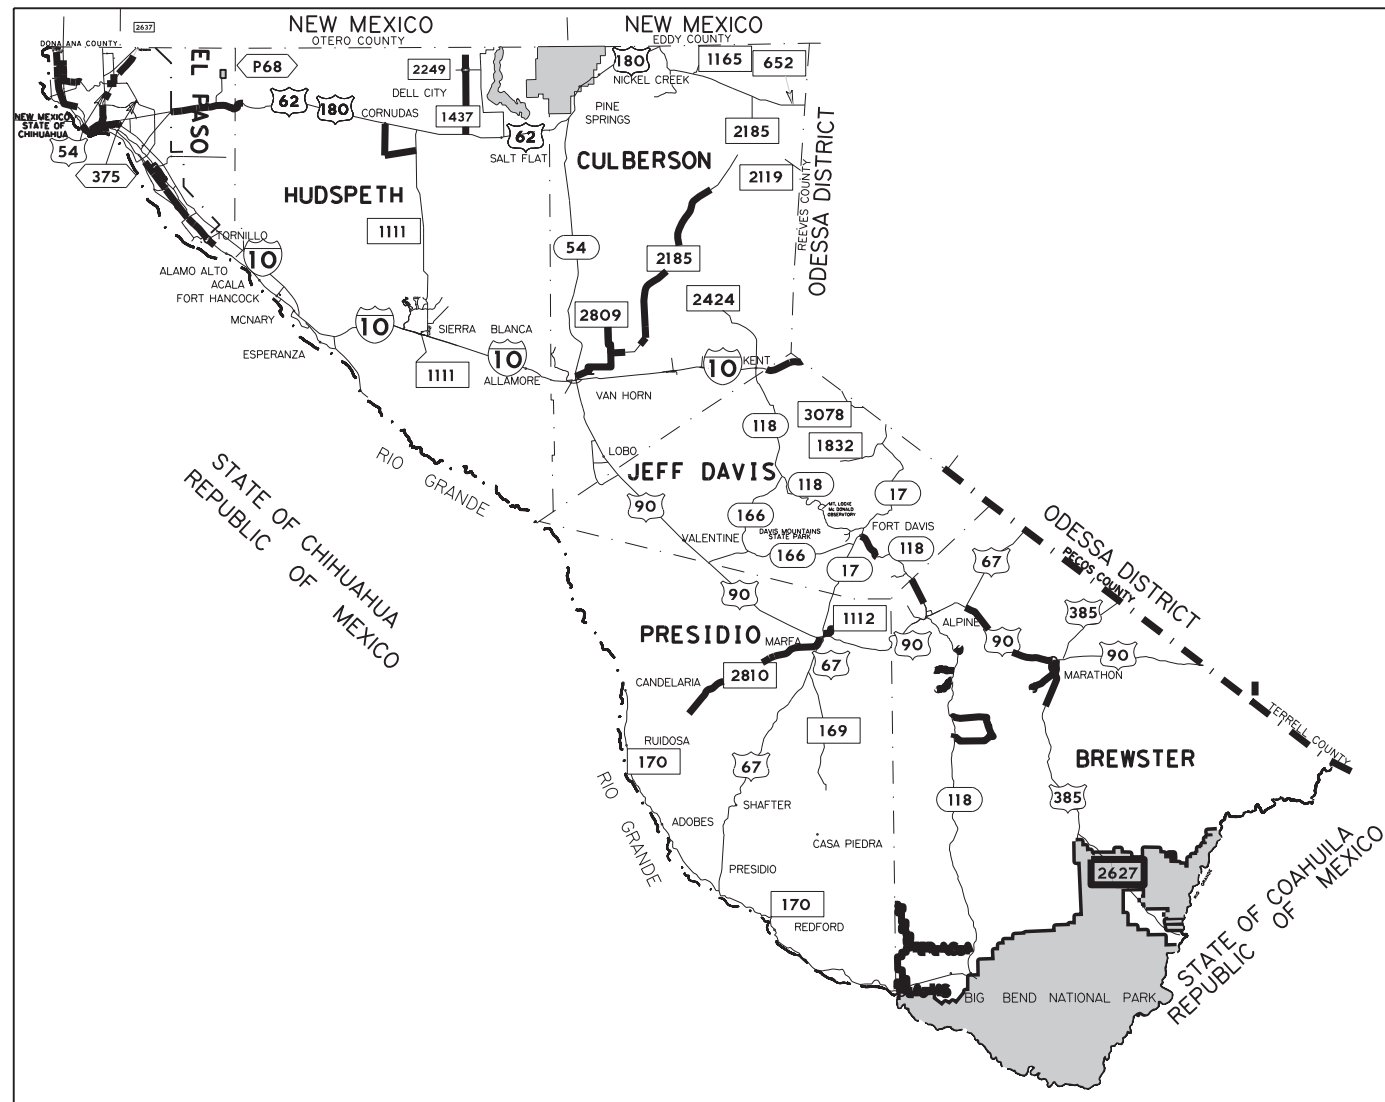 NEW MEXICO
OTERO COUNTY
NEW MEXICO
EDDY COUNTY
2637
DONA ANA COUNTY
EL PASO
P68
2249
DELL CITY
180
NICKEL CREEK
1165
652
62
180
CORNUDAS
1437
62
SALT FLAT
PINE
SPRINGS
2185
NEW MEXICO
STATE OF
CHIHUAHUA
54
375
CULBERSON
2119
REEVES COUNTY
ODESSA DISTRICT
HUDSPETH
1111
TORNILLO
10
54
2185
ALAMO ALTO
ACALA
FORT HANCOCK
MCNARY
ESPERANZA
10
SIERRA BLANCA
10
1111
ALLAMORE
2809
2424
10
KENT
VAN HORN
118
3078
1832
RIO GRANDE
STATE OF CHIHUAHUA
REPUBLIC OF MEXICO
LOBO
JEFF DAVIS
118
17
90
166
MT. LOCKE
Mc DONALD
OBSERVATORY
VALENTINE
DAVIS MOUNTAINS
STATE PARK
FORT DAVIS
166
118
17
ODESSA DISTRICT
PECOS COUNTY
67
385
90
1112
ALPINE
PRESIDIO
MARFA
90
90
90
67
2810
CANDELARIA
MARATHON
169
TERRELL COUNTY
RUIDOSA
170
67
BREWSTER
RIO GRANDE
SHAFTER
118
385
ADOBES
CASA PIEDRA
PRESIDIO
2627
RIO GRANDE
170
REDFORD
STATE OF COAHUILA
REPUBLIC OF MEXICO
BIG BEND NATIONAL PARK